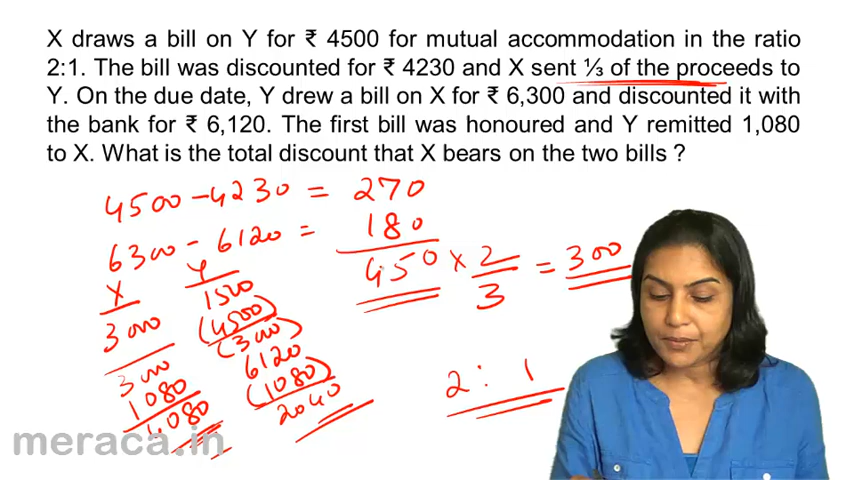 X draws a bill on Y for ₹ 4500 for mutual accommodation in the ratio
2:1. The bill was discounted for ₹ 4230 and X sent ⅓ of the proceeds to
Y. On the due date, Y drew a bill on X for ₹ 6,300 and discounted it with
the bank for ₹ 6,120. The first bill was honoured and Y remitted 1,080
to X. What is the total discount that X bears on the two bills ?
4500 - 4230 = 270
6300 - 6120 = 180
450 × 2/3 = 300
X Y
3000 1500
(4500)
(3000)
3000 6120
1080 (1080)
4080 2040
2 : 1
meraca.in